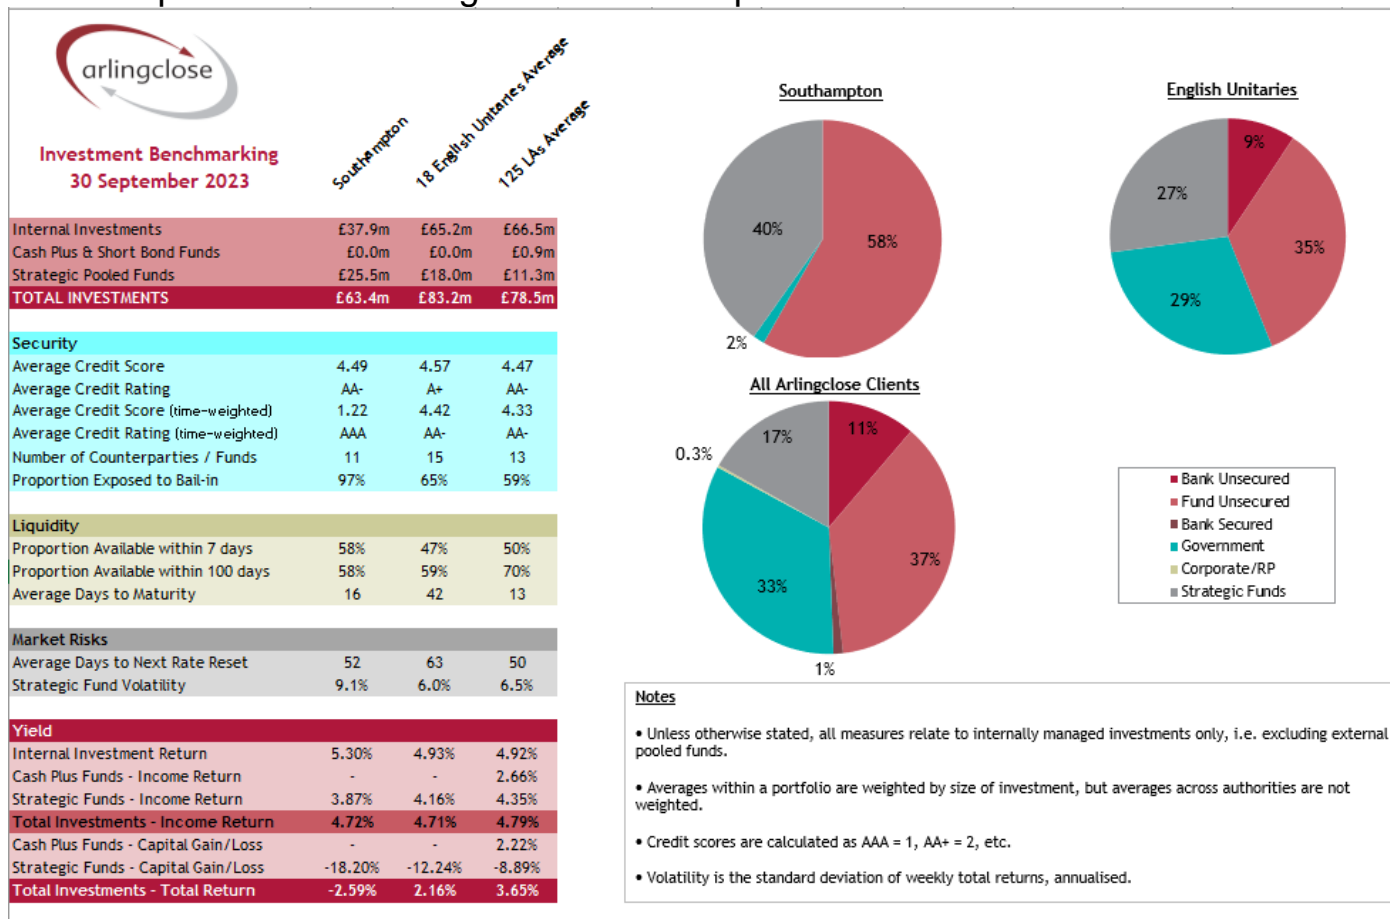 arlingclose
Investment Benchmarking
30 September 2023
Southampton
18 English Unitaries Average
125 LAs Average
Internal Investments £37.9m £65.2m £66.5m
Cash Plus & Short Bond Funds £0.0m £0.0m £0.9m
Strategic Pooled Funds £25.5m £18.0m £11.3m
TOTAL INVESTMENTS £63.4m £83.2m £78.5m
Security
Average Credit Score 4.49 4.57 4.47
Average Credit Rating AA- A+ AA-
Average Credit Score (time-weighted) 1.22 4.42 4.33
Average Credit Rating (time-weighted) AAA AA- AA-
Number of Counterparties / Funds 11 15 13
Proportion Exposed to Bail-in 97% 65% 59%
Liquidity
Proportion Available within 7 days 58% 47% 50%
Proportion Available within 100 days 58% 59% 70%
Average Days to Maturity 16 42 13
Market Risks
Average Days to Next Rate Reset 52 63 50
Strategic Fund Volatility 9.1% 6.0% 6.5%
Yield
Internal Investment Return 5.30% 4.93% 4.92%
Cash Plus Funds - Income Return - - 2.66%
Strategic Funds - Income Return 3.87% 4.16% 4.35%
Total Investments - Income Return 4.72% 4.71% 4.79%
Cash Plus Funds - Capital Gain/Loss - - 2.22%
Strategic Funds - Capital Gain/Loss -18.20% -12.24% -8.89%
Total Investments - Total Return -2.59% 2.16% 3.65%
Southampton
40%
58%
2%
English Unitaries
9%
27%
35%
29%
All Arlingclose Clients
11%
17%
0.3%
37%
33%
1%
Bank Unsecured
Fund Unsecured
Bank Secured
Government
Corporate/RP
Strategic Funds
Notes
• Unless otherwise stated, all measures relate to internally managed investments only, i.e. excluding external
pooled funds.
• Averages within a portfolio are weighted by size of investment, but averages across authorities are not
weighted.
• Credit scores are calculated as AAA = 1, AA+ = 2, etc.
• Volatility is the standard deviation of weekly total returns, annualised.